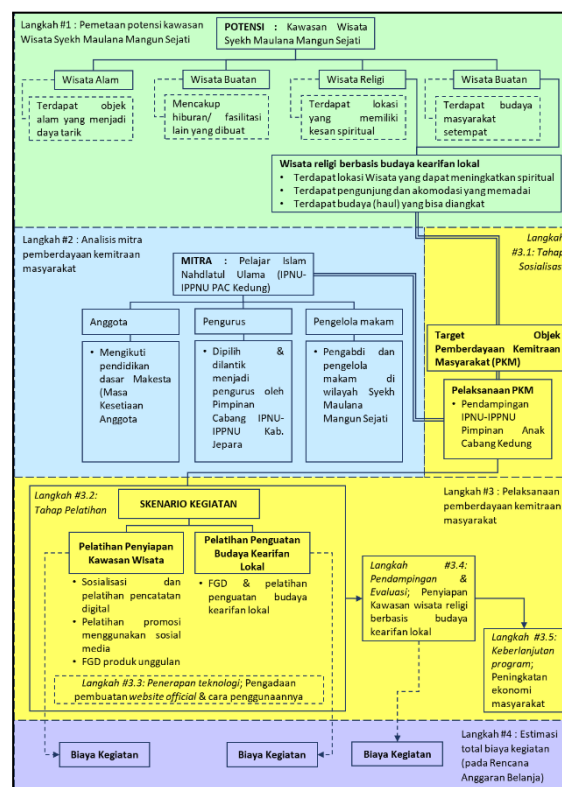 Langkah #1 : Pemetaan potensi kawasan
Wisata Syekh Maulana Mangun Sejati
POTENSI : Kawasan Wisata
Syekh Maulana Mangun Sejati
Wisata Alam
Wisata Buatan
Wisata Religi
Wisata Buatan
Terdapat objek
alam yang menjadi
daya tarik
Mencakup
hiburan/ fasilitasi
lain yang dibuat
Terdapat lokasi
yang memiliki
kesan spiritual
Terdapat budaya
masyarakat
setempat
Wisata religi berbasis budaya kearifan lokal
• Terdapat lokasi Wisata yang dapat meningkatkan spiritual
• Terdapat pengunjung dan akomodasi yang memadai
• Terdapat budaya (haul) yang bisa diangkat
Langkah #2 : Analisis mitra
pemberdayaan kemitraan
masyarakat
MITRA : Pelajar Islam
Nahdlatul Ulama (IPNU-
IPPNU PAC Kedung)
Anggota
Pengurus
Pengelola makam
• Mengikuti
pendidikan
dasar Makesta
(Masa
Kesetiaan
Anggota
• Dipilih &
dilantik
menjadi
pengurus oleh
Pimpinan
Cabang IPNU-
IPPNU Kab.
Jepara
• Pengabdi dan
pengelola
makam di
wilayah Syekh
Maulana
Mangun Sejati
Langkah
#3.1: Tahap
Sosialisasi
Target Objek
Pemberdayaan Kemitraan
Masyarakat (PKM)
Pelaksanaan PKM
• Pendampingan
IPNU-IPPNU
Pimpinan Anak
Cabang Kedung
Langkah #3 : Pelaksanaan
pemberdayaan kemitraan
masyarakat
Langkah #3.2:
Tahap Pelatihan
SKENARIO KEGIATAN
Pelatihan Penyiapan
Kawasan Wisata
• Sosialisasi dan
pelatihan pencatatan
digital
• Pelatihan promosi
menggunakan sosial
media
• FGD produk unggulan
Pelatihan Penguatan
Budaya Kearifan
Lokal
• FGD & pelatihan
penguatan budaya
kearifan lokal
Langkah #3.3: Penerapan teknologi; Pengadaan
pembuatan website official & cara penggunaannya
Langkah #3.4:
Pendampingan &
Evaluasi; Penyiapan
Kawasan wisata religi
berbasis budaya
kearifan lokal
Langkah #3.5:
Keberlanjutan
program;
Peningkatan
ekonomi
masyarakat
Biaya Kegiatan
Biaya Kegiatan
Biaya Kegiatan
Langkah #4 : Estimasi
total biaya kegiatan
(pada Rencana
Anggaran Belanja)